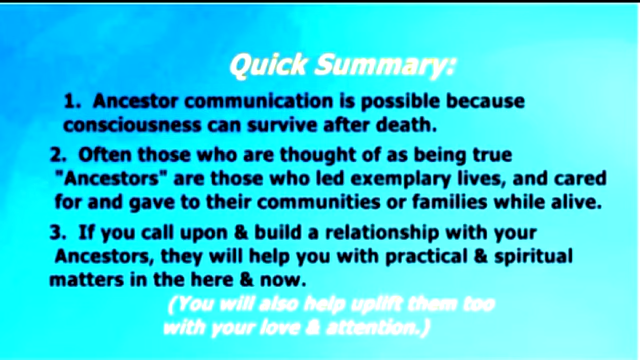 Quick Summary:
1. Ancestor communication is possible because
consciousness can survive after death.
2. Often those who are thought of as being true
"Ancestors" are those who led exemplary lives, and cared
for and gave to their communities or families while alive.
3. If you call upon & build a relationship with your
Ancestors, they will help you with practical & spiritual
matters in the here & now.
(You will also help uplift them too
with your love & attention.)